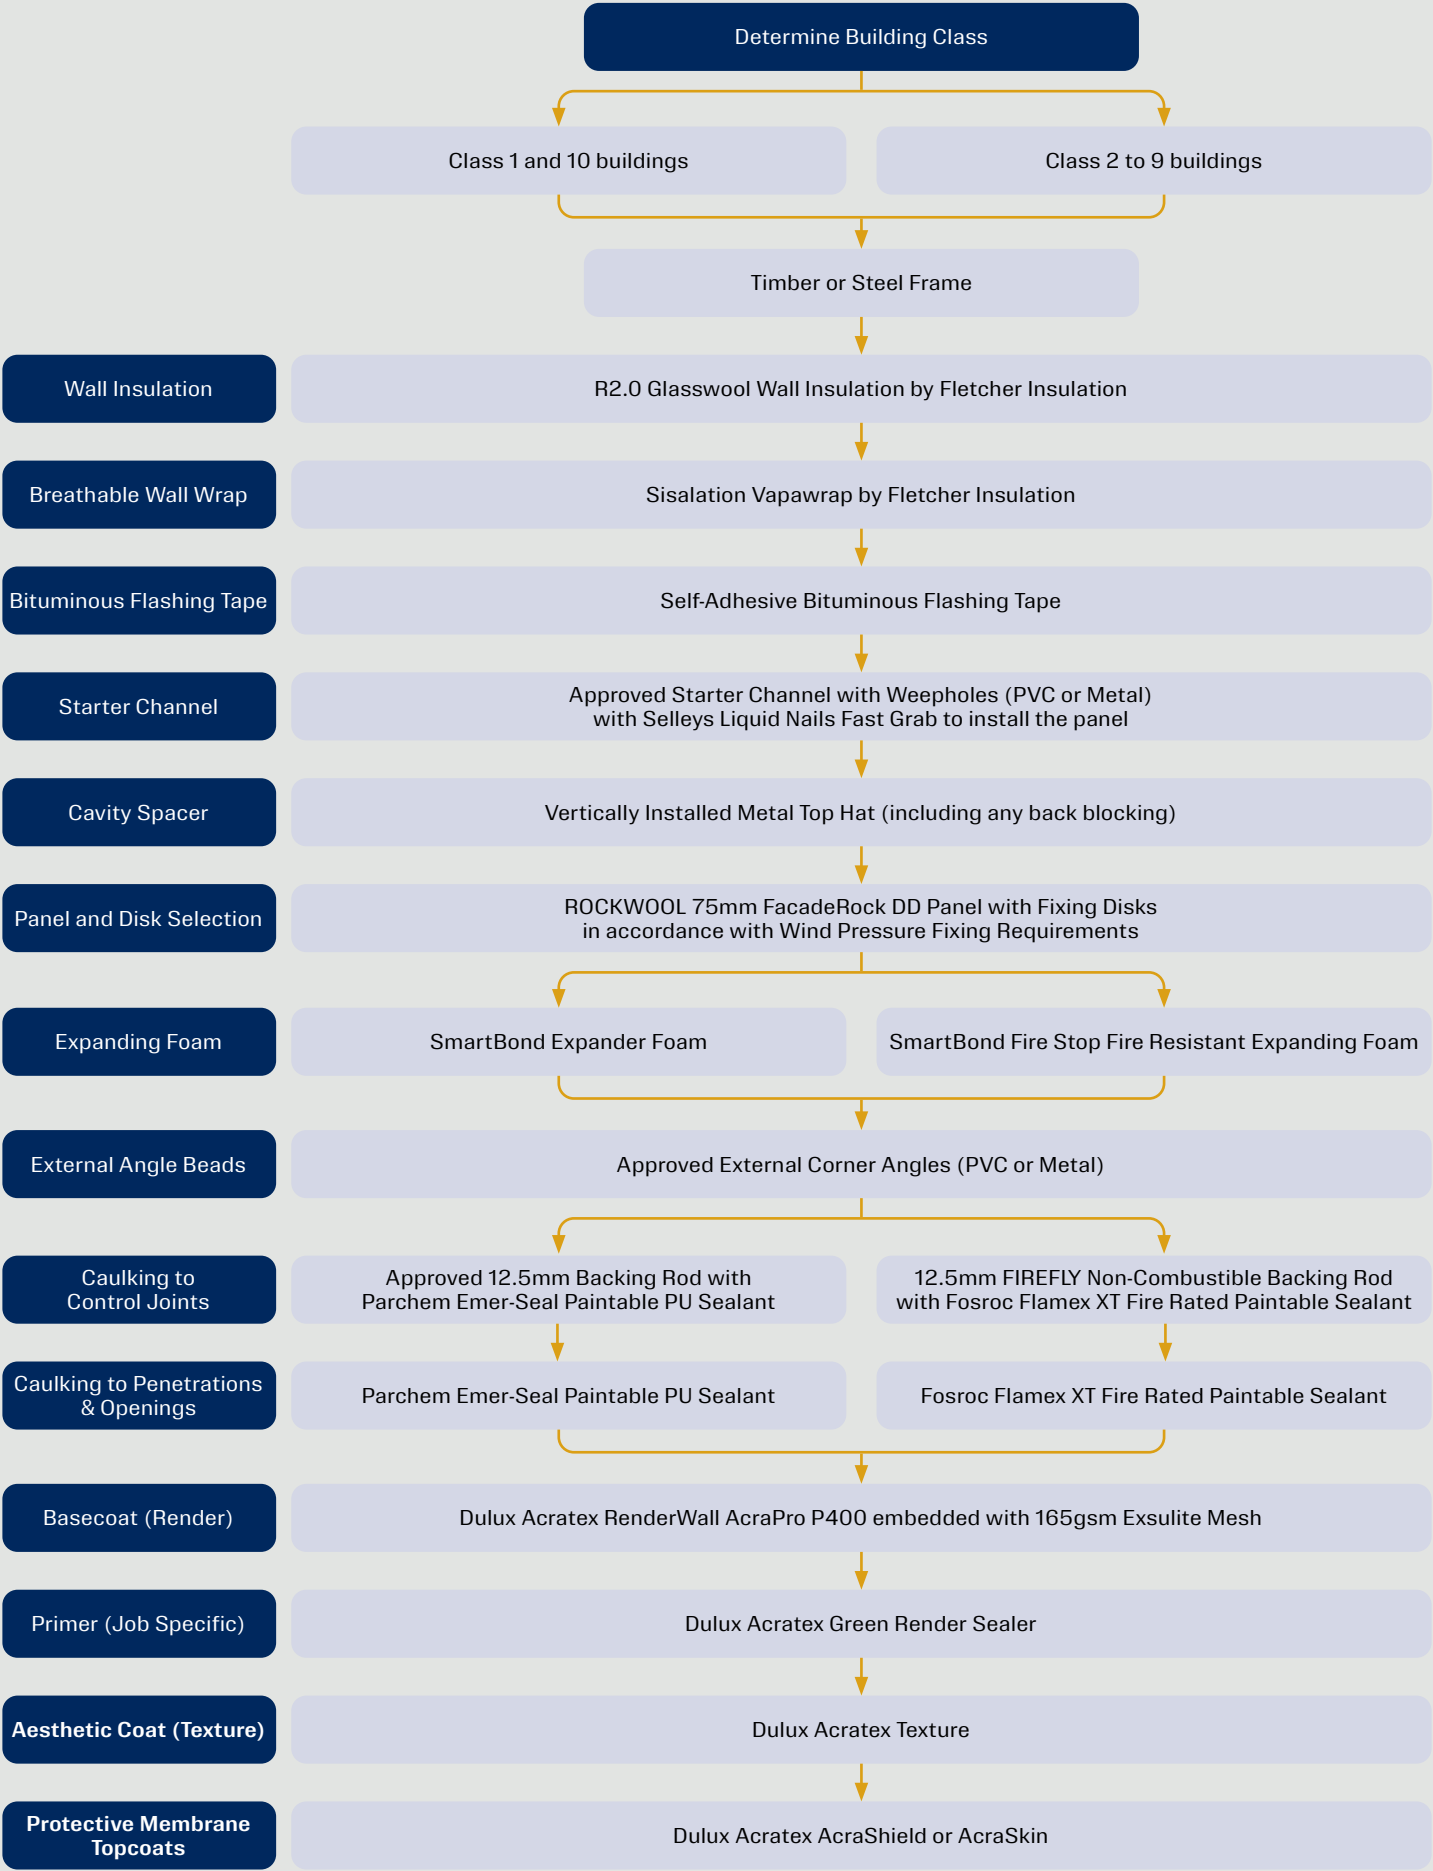 Determine Building Class
Class 1 and 10 buildings
Class 2 to 9 buildings
Timber or Steel Frame
Wall Insulation
R2.0 Glasswool Wall Insulation by Fletcher Insulation
Breathable Wall Wrap
Sisalation Vapawrap by Fletcher Insulation
Bituminous Flashing Tape
Self-Adhesive Bituminous Flashing Tape
Starter Channel
Approved Starter Channel with Weepholes (PVC or Metal)
with Selleys Liquid Nails Fast Grab to install the panel
Cavity Spacer
Vertically Installed Metal Top Hat (including any back blocking)
Panel and Disk Selection
ROCKWOOL 75mm FacadeRock DD Panel with Fixing Disks
in accordance with Wind Pressure Fixing Requirements
Expanding Foam
SmartBond Expander Foam
SmartBond Fire Stop Fire Resistant Expanding Foam
External Angle Beads
Approved External Corner Angles (PVC or Metal)
Caulking to
Control Joints
Approved 12.5mm Backing Rod with
Parchem Emer-Seal Paintable PU Sealant
12.5mm FIREFLY Non-Combustible Backing Rod
with Fosroc Flamex XT Fire Rated Paintable Sealant
Caulking to Penetrations
& Openings
Parchem Emer-Seal Paintable PU Sealant
Fosroc Flamex XT Fire Rated Paintable Sealant
Basecoat (Render)
Dulux Acratex RenderWall AcraPro P400 embedded with 165gsm Exsulite Mesh
Primer (Job Specific)
Dulux Acratex Green Render Sealer
Aesthetic Coat (Texture)
Dulux Acratex Texture
Protective Membrane
Topcoats
Dulux Acratex AcraShield or AcraSkin